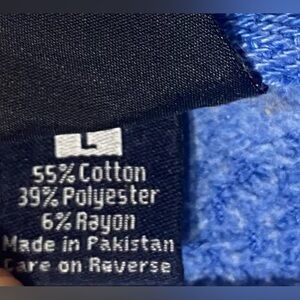 L
55% Cotton
39% Polyester
6% Rayon
Made in Pakistan
Care on Reverse